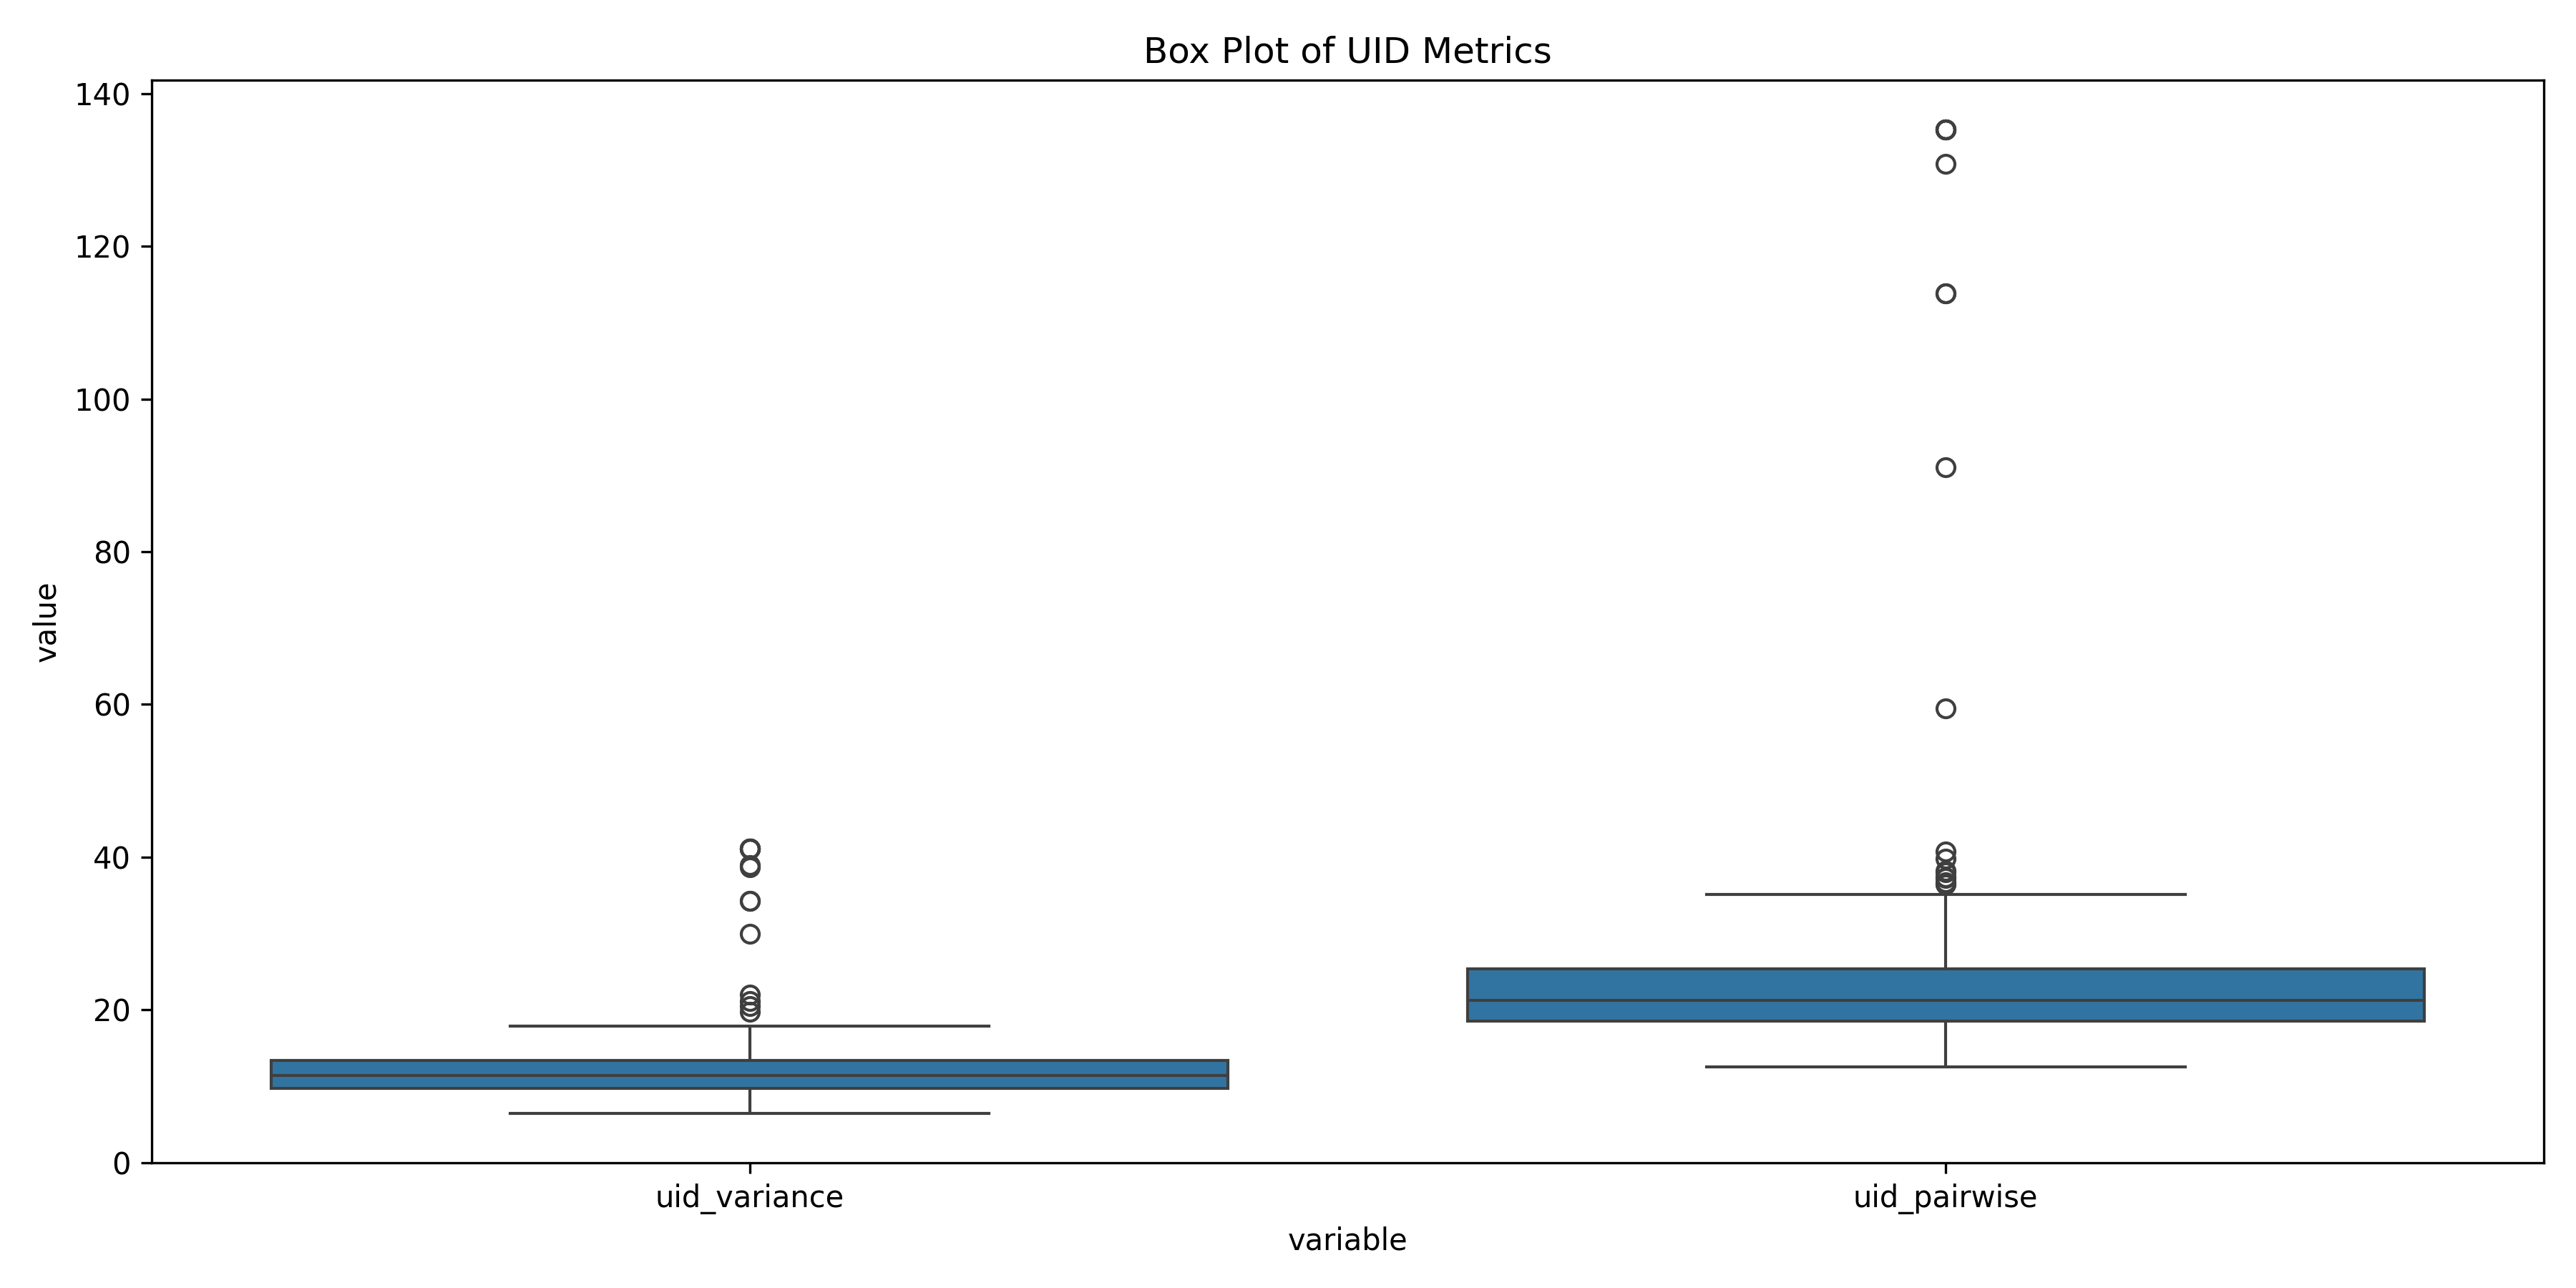 Box Plot of UID Metrics
140
120
100
80
60
40
20
0
value
uid_variance
uid_pairwise
variable